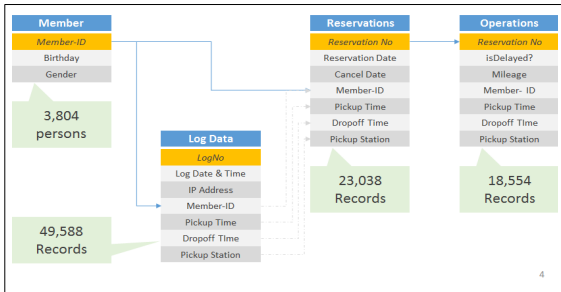 Member
Member-ID
Birthday
Gender
3,804
persons
Log Data
LogNo
Log Date & Time
IP Address
Member-ID
Pickup Time
Dropoff TIme
Pickup Station
49,588
Records
Reservations
Reservation No
Reservation Date
Cancel Date
Member-ID
Pickup Time
Dropoff TIme
Pickup Station
23,038
Records
Operations
Reservation No
isDelayed?
Mileage
Member- ID
Pickup Time
Dropoff TIme
Pickup Station
18,554
Records
4